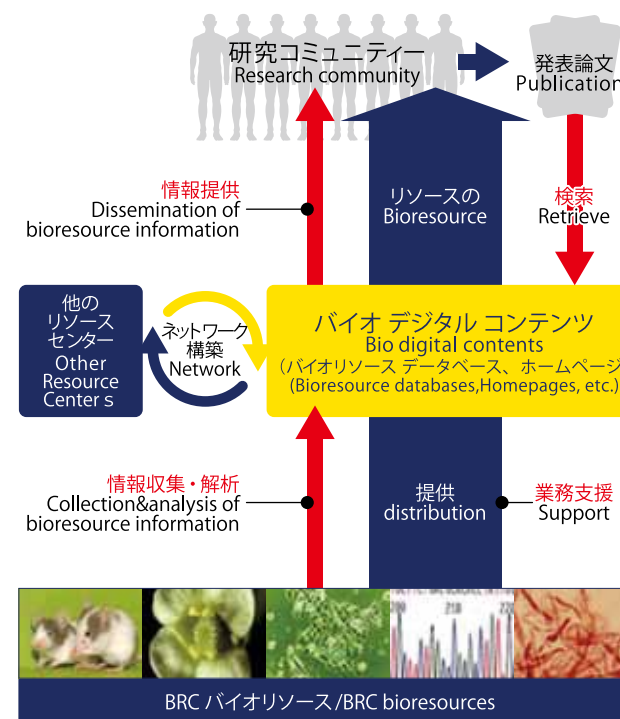 研究コミュニティー
Research community
発表論文
Publication
情報提供
Dissemination of
bioresource information
リソースの
Bioresource
検索
Retrieve
他の
リソース
センター
Other
Resource
Center s
ネットワーク
構築
Network
バイオ デジタル コンテンツ
Bio digital contents
(バイオリソース データベース、ホームページ
(Bioresource databases,Homepages, etc.)
情報収集・解析
Collection&analysis of
bioresource information
提供
distribution
業務支援
Support
200 210 220
BRC バイオリソース/BRC bioresources